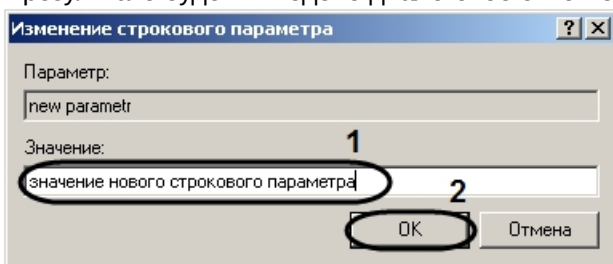 Изменение строкового параметра
Параметр:
new parametr
Значение:
1
значение нового строкового параметра
2
OK
Отмена